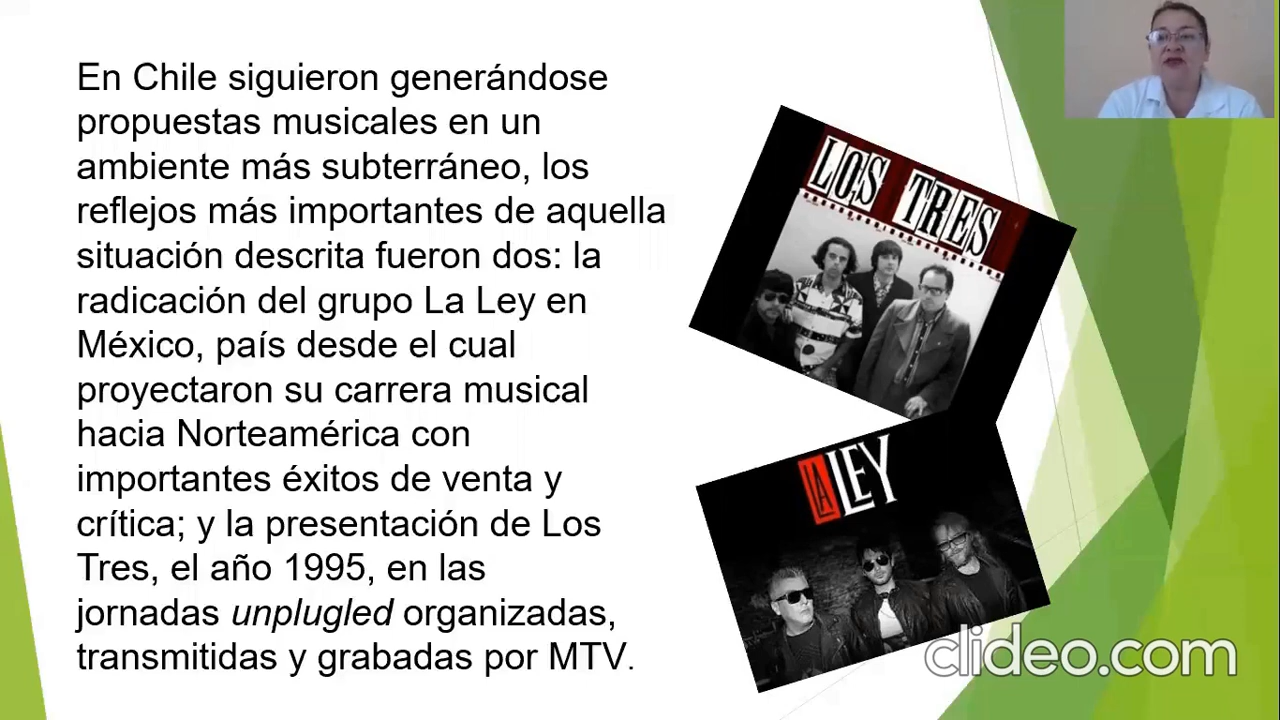 En Chile siguieron generándose
propuestas musicales en un
ambiente más subterráneo, los
reflejos más importantes de aquella
situación descrita fueron dos: la
radicación del grupo La Ley en
México, país desde el cual
proyectaron su carrera musical
hacia Norteamérica con
importantes éxitos de venta y
crítica; y la presentación de Los
Tres, el año 1995, en las
jornadas unplugled organizadas,
transmitidas y grabadas por MTV.
LOS TRES
LA LEY
clideo.com